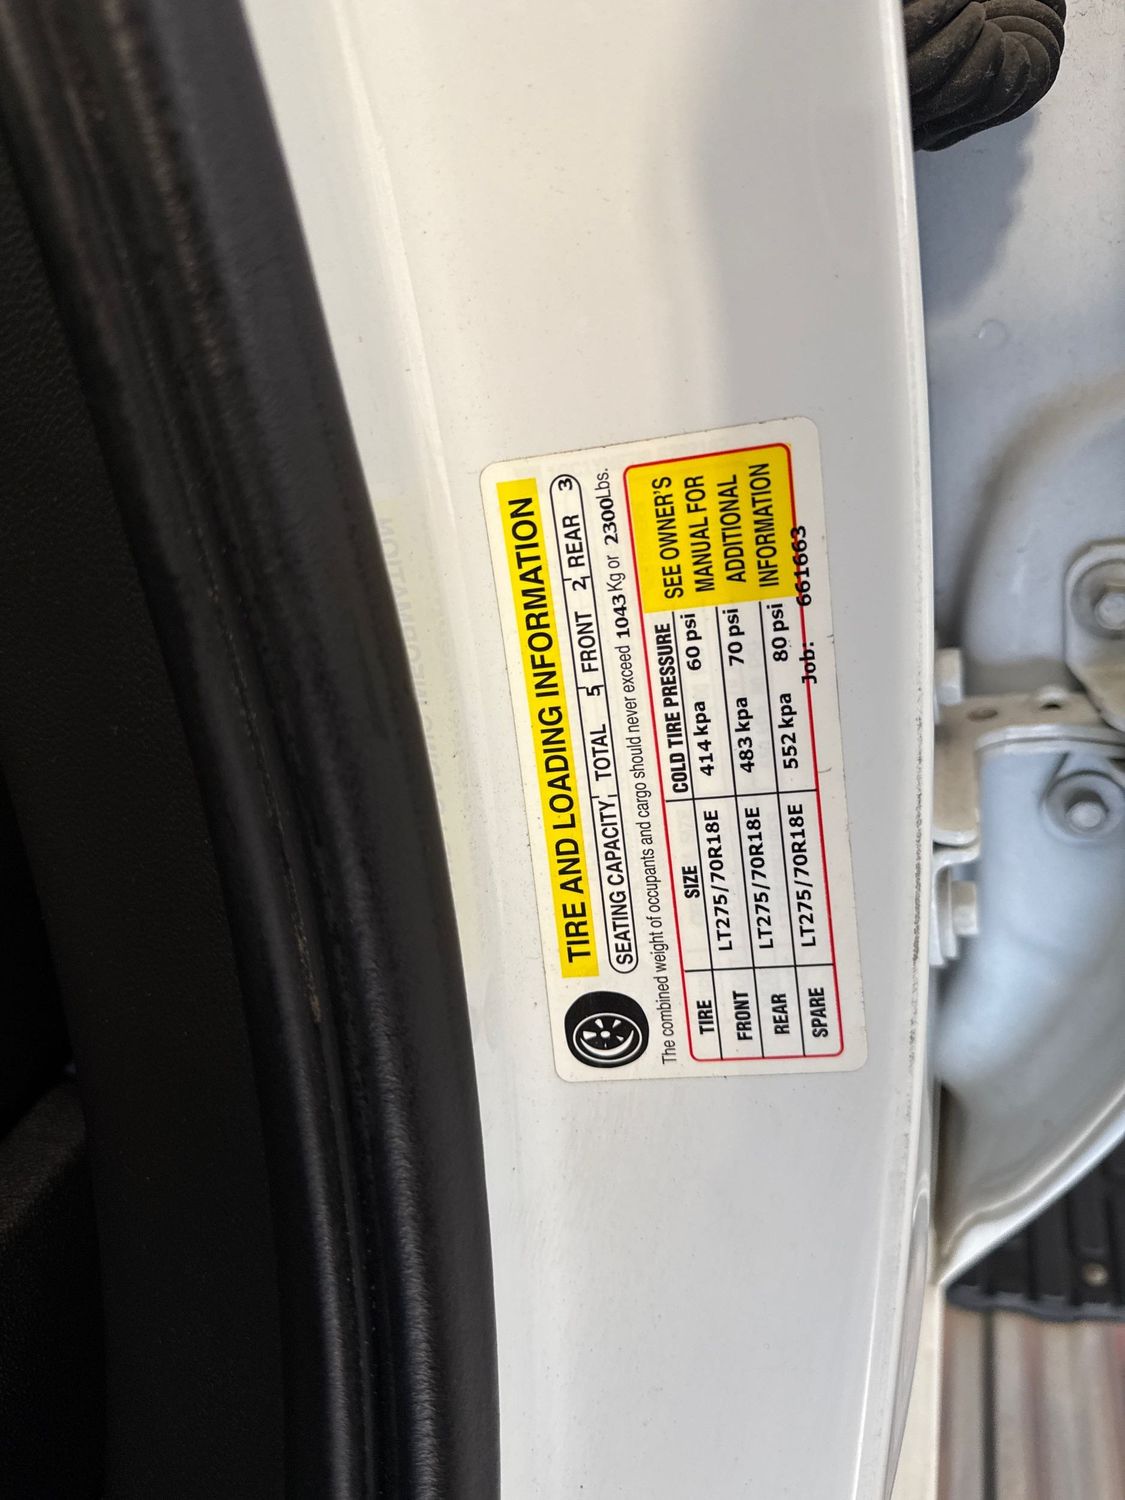 TIRE AND LOADING INFORMATION
SEATING CAPACITY TOTAL 5 FRONT 2 REAR 3
The combined weight of occupants and cargo should never exceed 1043 Kg or 2300 Lbs.
TIRE SIZE COLD TIRE PRESSURE
FRONT LT275/70R18E 414 kpa 60 psi
REAR LT275/70R18E 483 kpa 70 psi
SPARE LT275/70R18E 552 kpa 80 psi
SEE OWNER'S
MANUAL FOR
ADDITIONAL
INFORMATION
Job: 661663